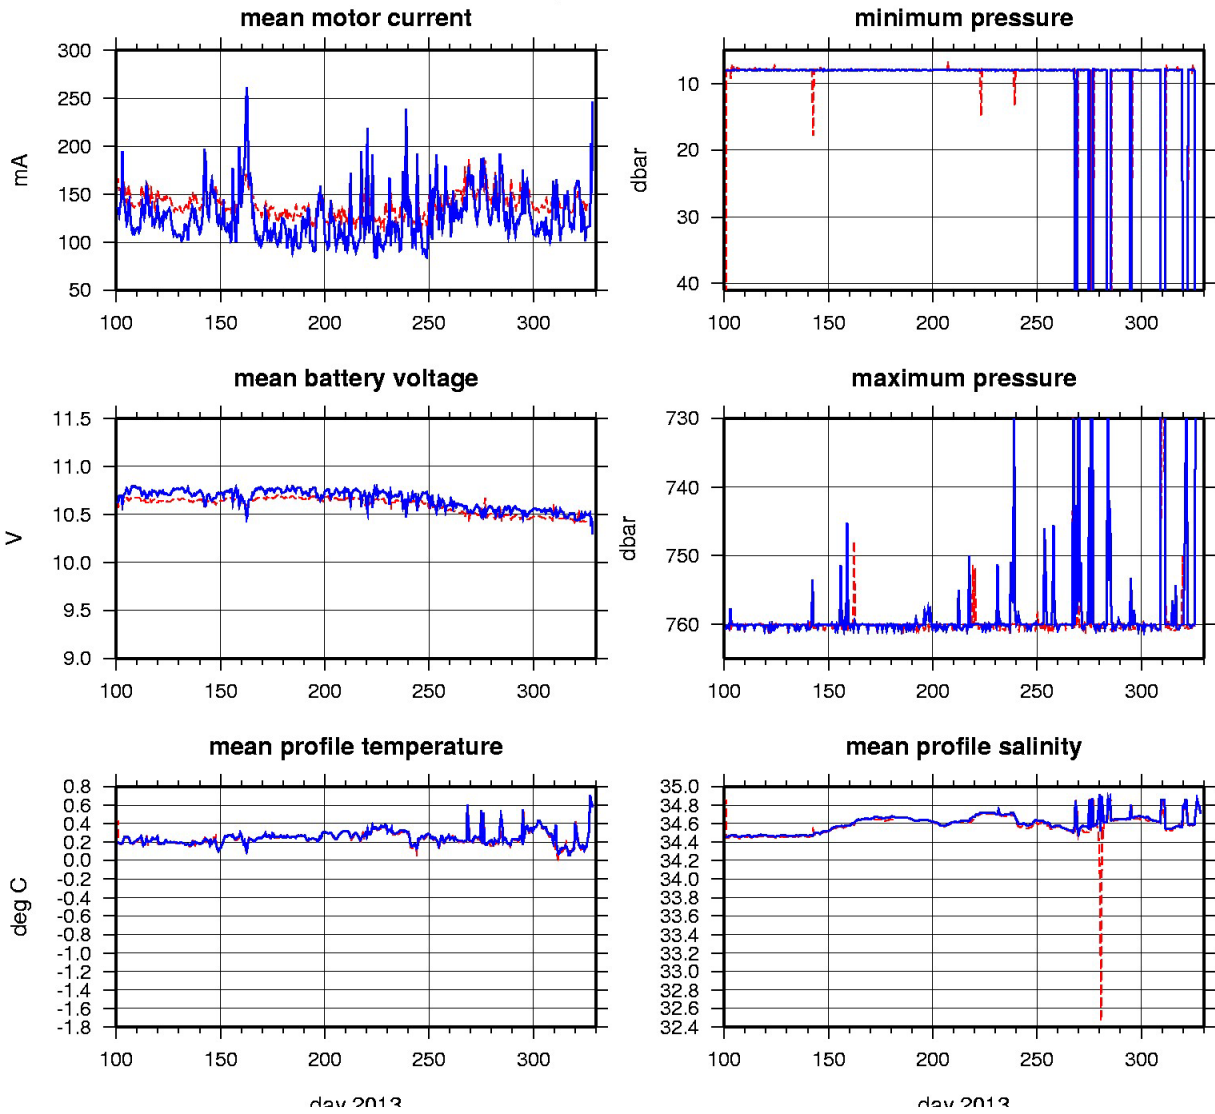 mean motor current
300
250
200
150
100
50
mA
100 150 200 250 300
minimum pressure
10
20
30
40
dbar
100 150 200 250 300
mean battery voltage
11.5
11.0
10.5
10.0
9.5
9.0
V
100 150 200 250 300
maximum pressure
730
740
750
760
dbar
100 150 200 250 300
mean profile temperature
0.8
0.6
0.4
0.2
0.0
-0.2
-0.4
-0.6
-0.8
-1.0
-1.2
-1.4
-1.6
-1.8
deg C
100 150 200 250 300
day 2013
mean profile salinity
35.0
34.8
34.6
34.4
34.2
34.0
33.8
33.6
33.4
33.2
33.0
32.8
32.6
32.4
100 150 200 250 300
day 2013